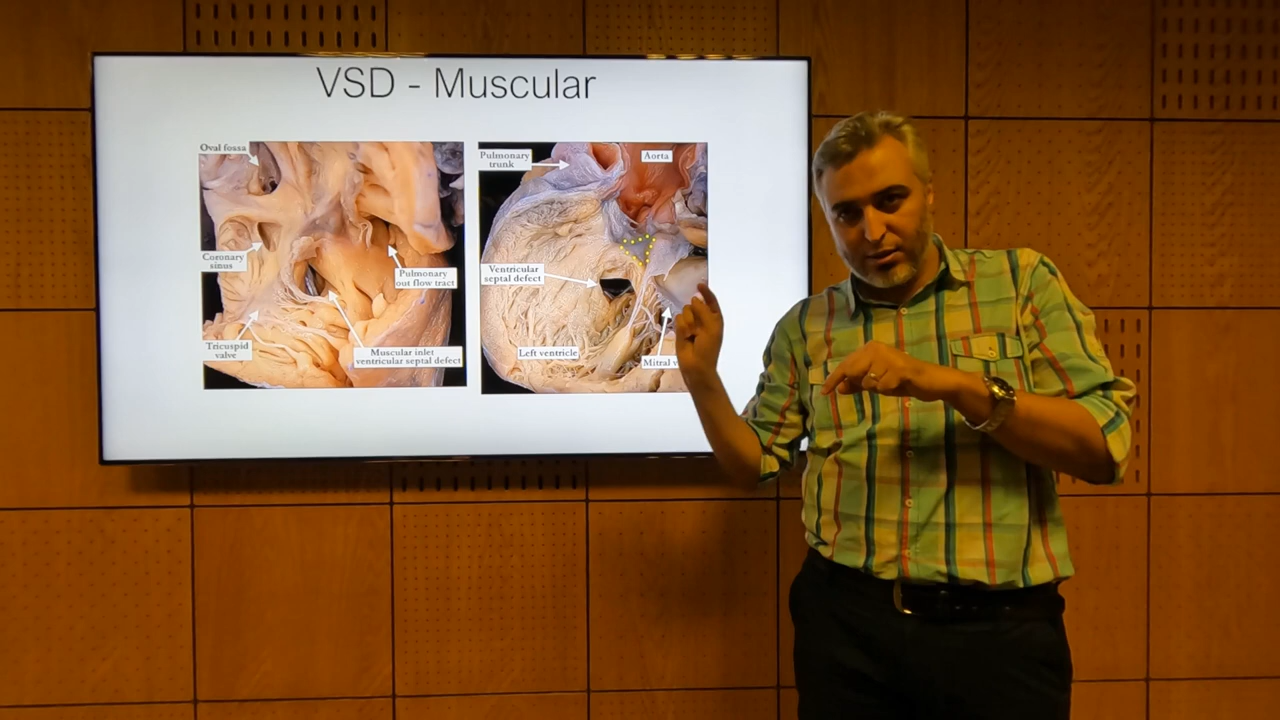 VSD - Muscular
Oval fossa
Coronary
sinus
Pulmonary
out flow tract
Tricuspid
valve
Muscular inlet
ventricular septal defect
Pulmonary
trunk
Aorta
Ventricular
septal defect
Left ventricle
Mitral